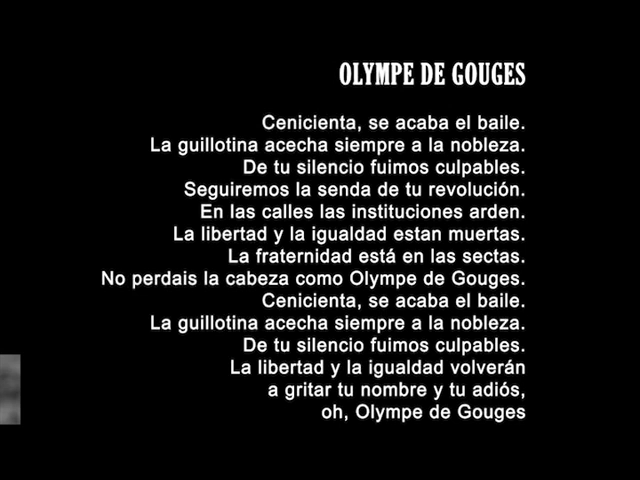 OLYMPE DE GOUGES
Cenicienta, se acaba el baile.
La guillotina acecha siempre a la nobleza.
De tu silencio fuimos culpables.
Seguiremos la senda de tu revolución.
En las calles las instituciones arden.
La libertad y la igualdad estan muertas.
La fraternidad está en las sectas.
No perdais la cabeza como Olympe de Gouges.
Cenicienta, se acaba el baile.
La guillotina acecha siempre a la nobleza.
De tu silencio fuimos culpables.
La libertad y la igualdad volverán
a gritar tu nombre y tu adiós,
oh, Olympe de Gouges